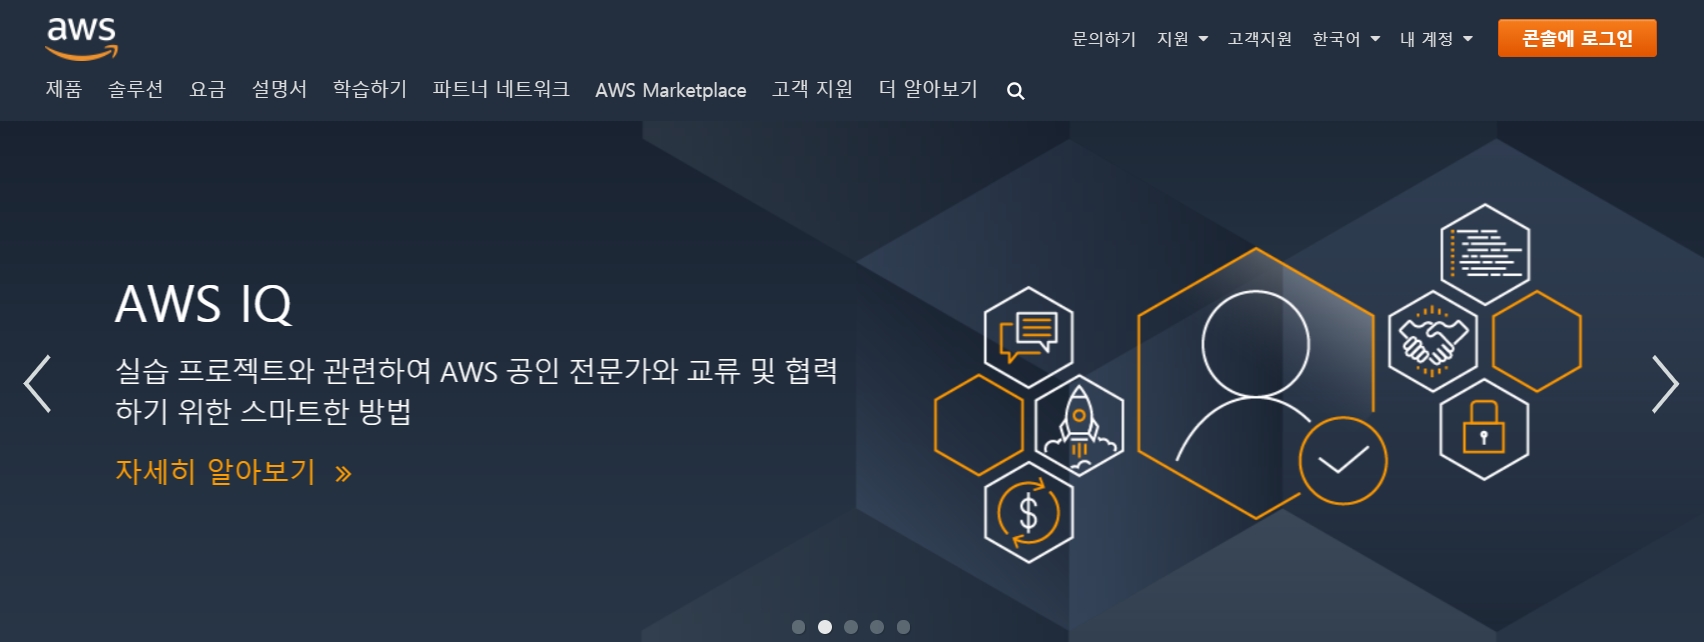 aws
문의하기 지원 고객지원 한국어 내 계정 콘솔에 로그인
제품 솔루션 요금 설명서 학습하기 파트너 네트워크 AWS Marketplace 고객 지원 더 알아보기
AWS IQ
실습 프로젝트와 관련하여 AWS 공인 전문가와 교류 및 협력
하기 위한 스마트한 방법
자세히 알아보기 »
$